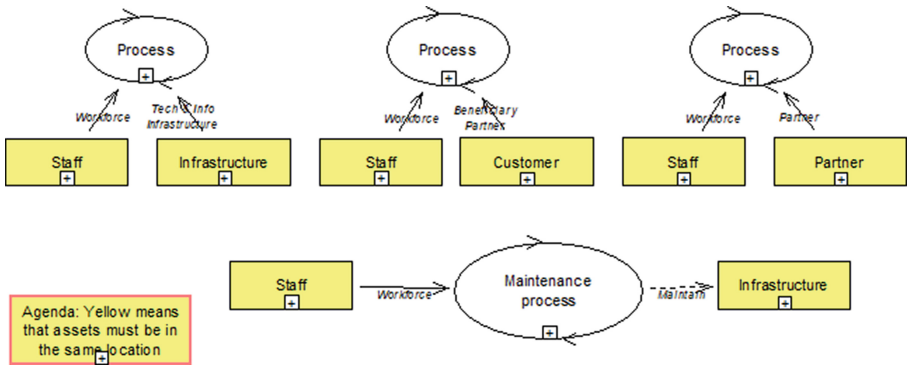 Process
Process
Process
Workforce
Tech & Info
Infrastructure
Workforce
Beneficiary
Partner
Workforce
Partner
Staff
Infrastructure
Staff
Customer
Staff
Partner
Staff
Workforce
Maintenance
process
Maintain
Infrastructure
Agenda: Yellow means
that assets must be in
the same location